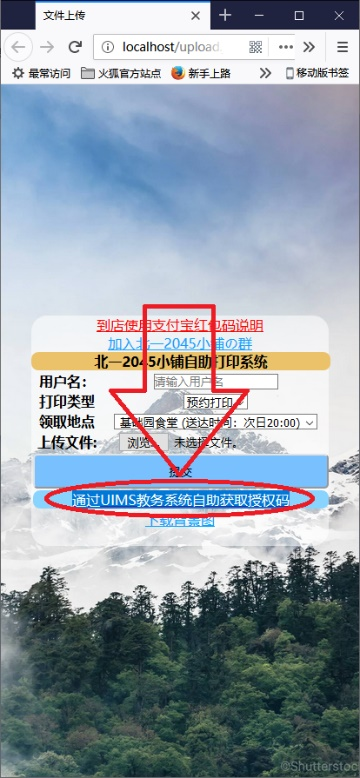 文件上传
localhost/upload
最常访问 火狐官方站点 新手上路 移动版书签
到店使用支付宝红包码说明
加入北一2045小铺の群
北一2045小铺自助打印系统
用户名： 请输入用户名
打印类型 预约打印
领取地点 基础园食堂 (送达时间：次日20:00)
上传文件: 浏览… 未选择文件。
提交
通过UIMS教务系统自助获取授权码
下载背景图
@Shutterstoc